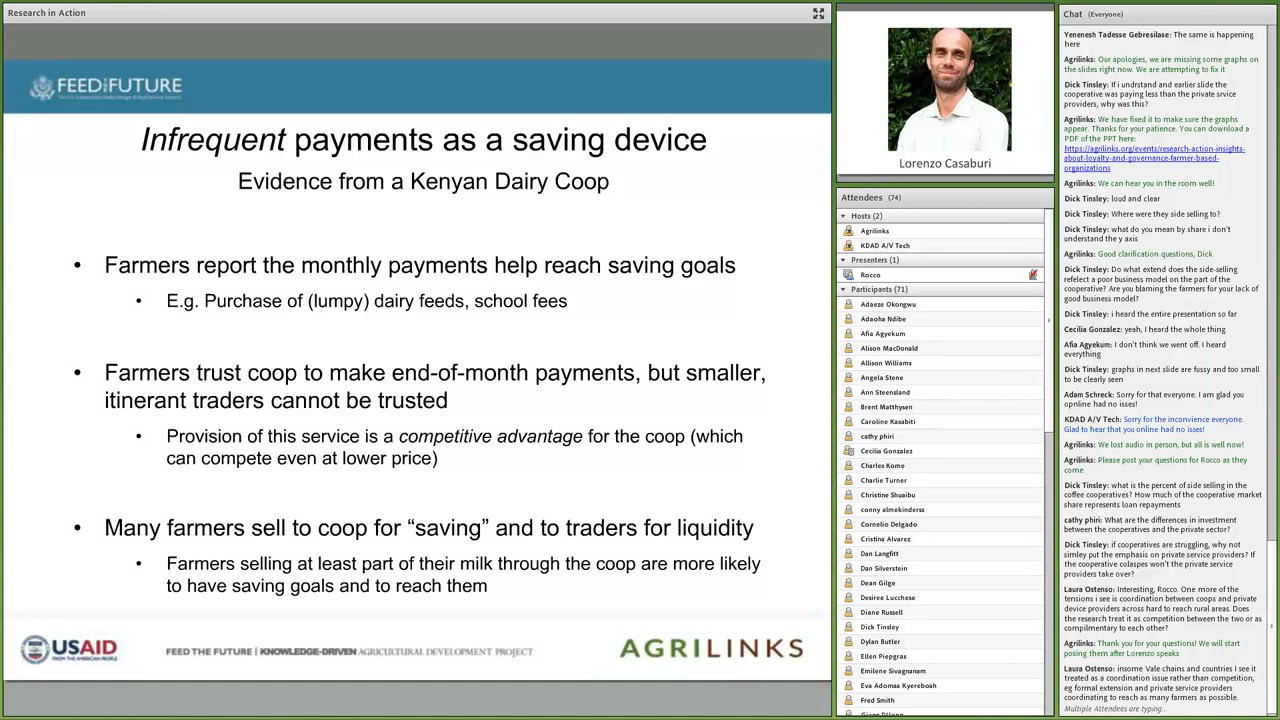 Research in Action
FEED THE FUTURE
Infrequent payments as a saving device
Evidence from a Kenyan Dairy Coop
• Farmers report the monthly payments help reach saving goals
• E.g. Purchase of (lumpy) dairy feeds, school fees
• Farmers trust coop to make end-of-month payments, but smaller,
itinerant traders cannot be trusted
• Provision of this service is a competitive advantage for the coop (which
can compete even at lower price)
• Many farmers sell to coop for “saving” and to traders for liquidity
• Farmers selling at least part of their milk through the coop are more likely
to have saving goals and to reach them
USAID
FROM THE AMERICAN PEOPLE
FEED THE FUTURE | KNOWLEDGE-DRIVEN AGRICULTURAL DEVELOPMENT PROJECT
AGRILINKS
Lorenzo Casaburi
Attendees (74)
Hosts (2)
Agrilinks
KDAD A/V Tech
Presenters (1)
Rocco
Participants (71)
Adaeze Okongwu
Adaoha Ndibe
Afia Agyekum
Alison MacDonald
Allison Williams
Angela Stene
Ann Steensland
Brent Matthysen
Caroline Kasabiti
cathy phiri
Cecilia Gonzalez
Charles Kome
Charlie Turner
Christine Shuaibu
conny almekinderss
Cornelio Delgado
Cristina Alvarez
Dan Langfitt
Dan Silverstein
Dean Gilge
Desiree Lucchese
Diane Russell
Dick Tinsley
Dylan Butler
Ellen Piepgras
Emilene Sivagnanam
Eva Adomaa Kyereboah
Fred Smith
Chat (Everyone)
Yenenesh Tadesse Gebresilase: The same is happening
here
Agrilinks: Our apologies, we are missing some graphs on
the slides right now. We are attempting to fix it
Dick Tinsley: If i undrstand and earlier slide the
cooperative was paying less than the private srvice
providers, why was this?
Agrilinks: We have fixed it to make sure the graphs
appear. Thanks for your patience. You can download a
PDF of the PPT here:
https://agrilinks.org/events/research-action-insights-
about-loyalty-and-governance-farmer-based-
organizations
Agrilinks: We can hear you in the room well!
Dick Tinsley: loud and clear
Dick Tinsley: Where were they side selling to?
Dick Tinsley: what do you mean by share i don't
understand the y axis
Agrilinks: Good clarification questions, Dick
Dick Tinsley: Do what extend does the side-selling
refelect a poor business model on the part of the
cooperative? Are you blaming the farmers for your lack of
good business model?
Dick Tinsley: i heard the entire presentation so far
Cecilia Gonzalez: yeah, I heard the whole thing
Afia Agyekum: I don't think we went off. I heard
everything
Dick Tinsley: graphs in next slide are fussy and too small
to be clearly seen
Adam Schreck: Sorry for that everyone. I am glad you
opnline had no isses!
KDAD A/V Tech: Sorry for the inconvience everyone.
Glad to hear that you online had no isses!
Agrilinks: We lost audio in person, but all is well now!
Agrilinks: Please post your questions for Rocco as they
come
Dick Tinsley: what is the percent of side selling in the
coffee cooperatives? How much of the cooperative market
share represents loan repayments
cathy phiri: What are the differences in investment
between the cooperatives and the private sector?
Dick Tinsley: if cooperatives are struggling, why not
simley put the emphasis on private service providers? If
the cooperative colaspes won't the private service
providers take over?
Laura Ostenso: Interesting, Rocco. One more of the
tensions i see is coordination between coops and private
device providers across hard to reach rural areas. Does
the research treat it as competition between the two or as
compilmentary to each other?
Agrilinks: Thank you for your questions! We will start
posing them after Lorenzo speaks
Laura Ostenso: insome Vale chains and countries I see it
treated as a coordination issue rather than competition,
eg formal extension and private service providers
coordinating to reach as many farmers as possible.
Multiple Attendees are typing...